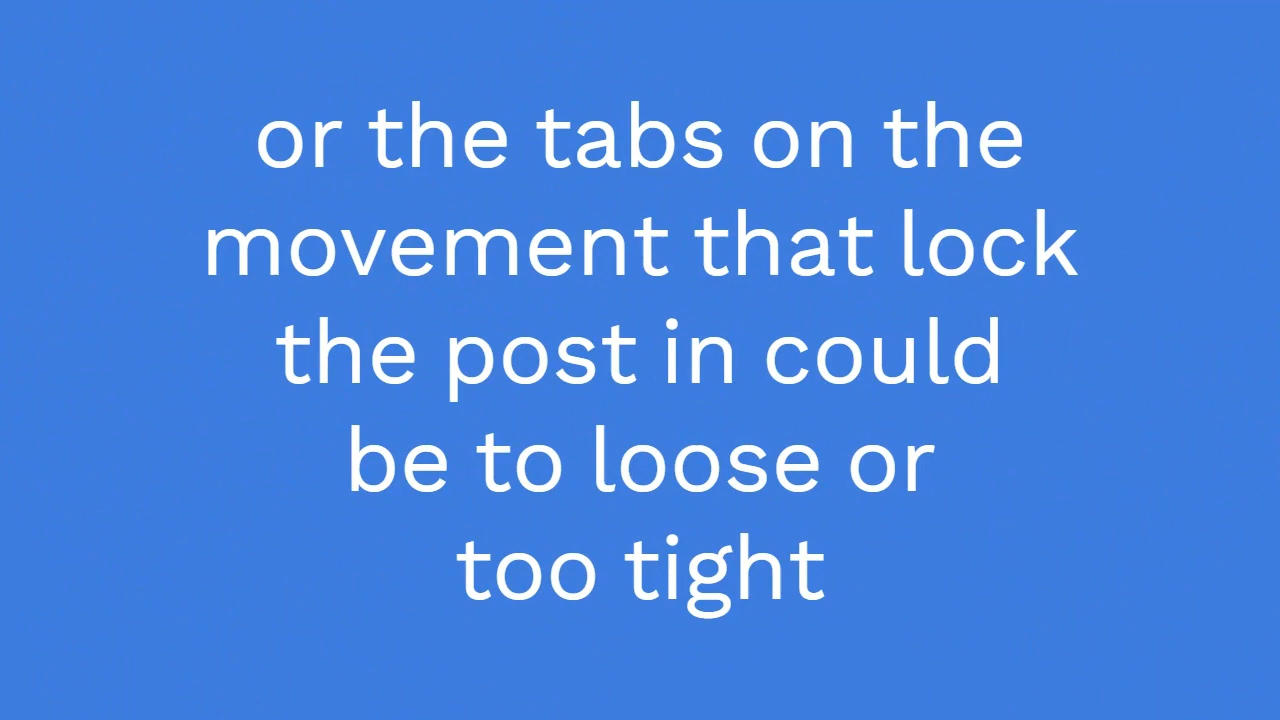 or the tabs on the
movement that lock
the post in could
be to loose or
too tight